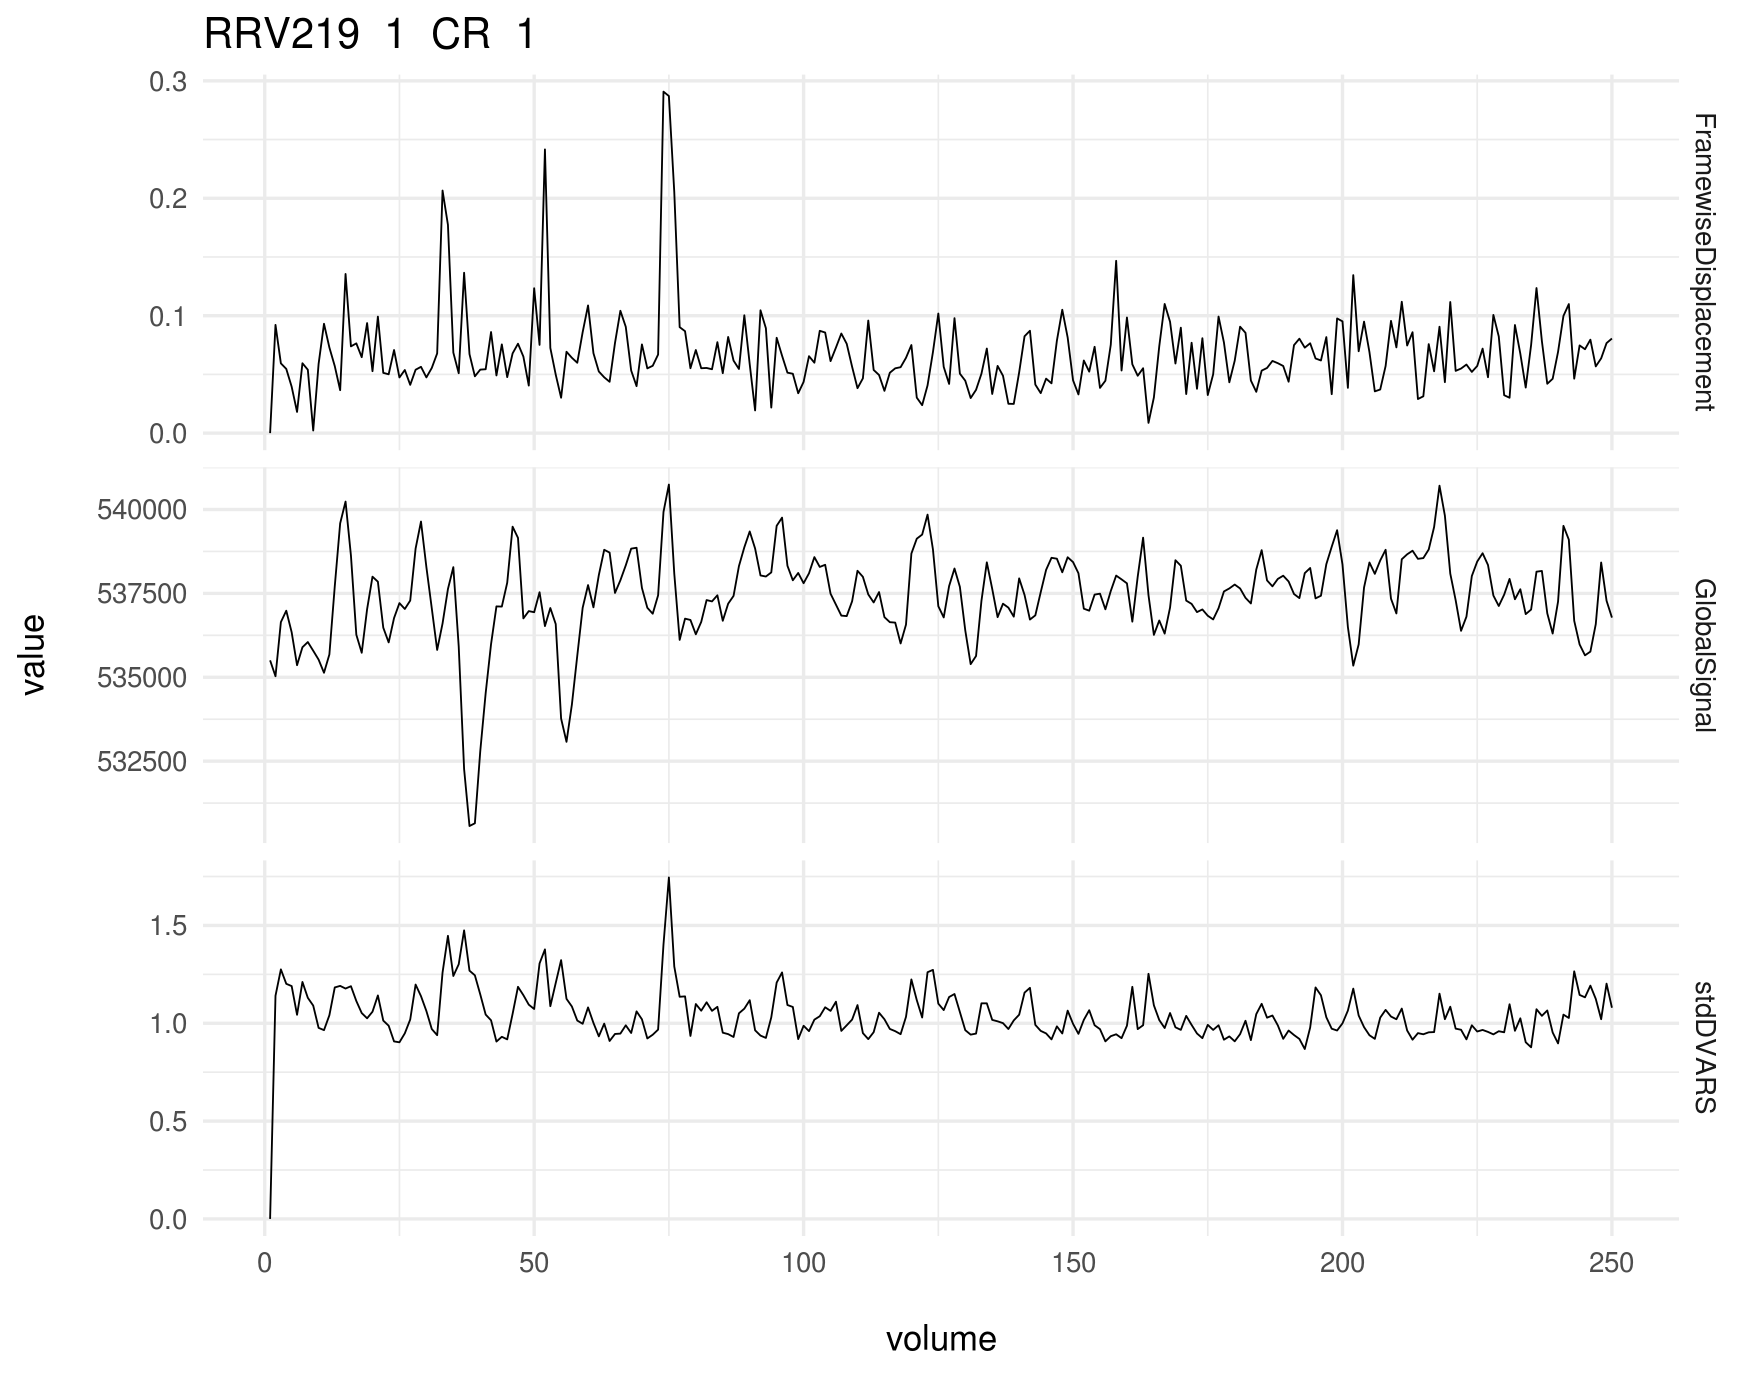 RRV219 1 CR 1
0.3
0.2
0.1
0.0
FramewiseDisplacement
540000
537500
535000
532500
GlobalSignal
value
1.5
1.0
0.5
0.0
stdDVARS
0 50 100 150 200 250
volume